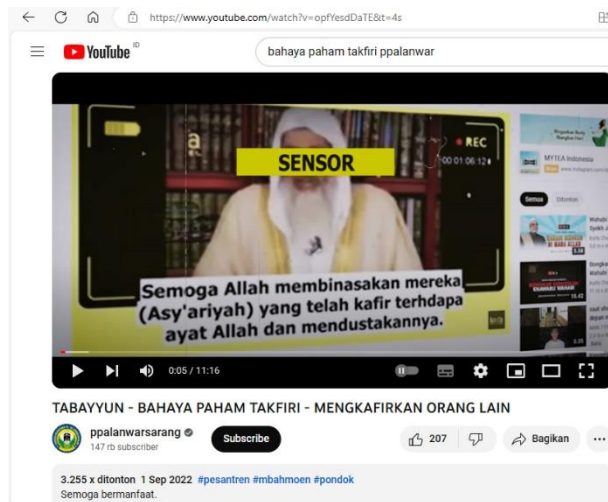 https://www.youtube.com/watch?v=opfYesdDaTE&t=4s
YouTube ID
bahaya paham takfiri ppalanwar
a
SENSOR
REC
00 01:06:12
Semoga Allah membinasakan mereka
(Asy'ariyah) yang telah kafir terhdapa
ayat Allah dan mendustakannya.
MYTEA Indonesia
Semua
Ditonton
0:05 / 11:16
TABAYYUN - BAHAYA PAHAM TAKFIRI - MENGKAFIRKAN ORANG LAIN
ppalanwarsarang
147 rb subscriber
Subscribe
207
Bagikan
3.255 x ditonton 1 Sep 2022 #pesantren #mbahmoen #pondok
Semoga bermanfaat.